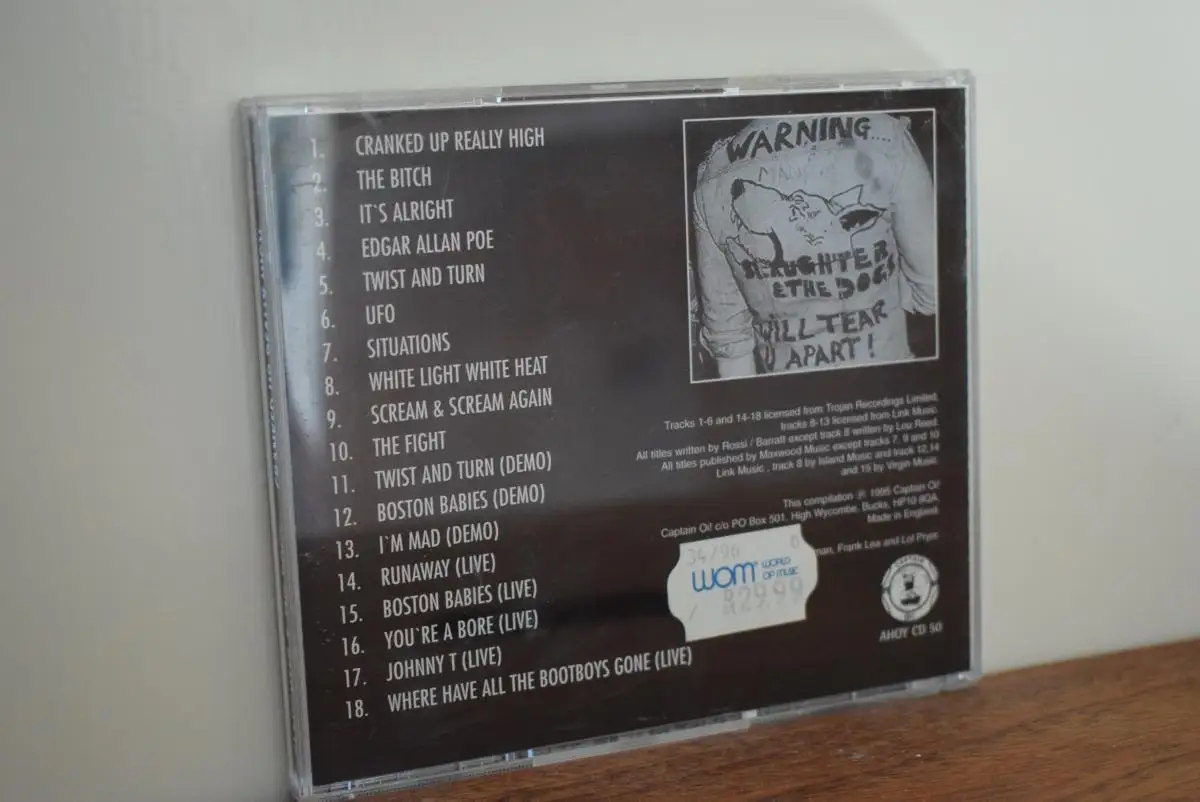 1. CRANKED UP REALLY HIGH
2. THE BITCH
3. IT`S ALRIGHT
4. EDGAR ALLAN POE
5. TWIST AND TURN
6. UFO
7. SITUATIONS
8. WHITE LIGHT WHITE HEAT
9. SCREAM & SCREAM AGAIN
10. THE FIGHT
11. TWIST AND TURN (DEMO)
12. BOSTON BABIES (DEMO)
13. I`M MAD (DEMO)
14. RUNAWAY (LIVE)
15. BOSTON BABIES (LIVE)
16. YOU`RE A BORE (LIVE)
17. JOHNNY T (LIVE)
18. WHERE HAVE ALL THE BOOTBOYS GONE (LIVE)
WARNING....
SLAUGHTER
& THE DOGS
WILL TEAR
U APART!
Tracks 1-6 and 14-18 licensed from Trojan Recordings Limited,
tracks 8-13 licensed from Link Music.
All titles written by Rossi / Barratt except track 8 written by Lou Reed.
All titles published by Maxwood Music except tracks 7, 9 and 10
Link Music , track 8 by Island Music and track 12,14
and 15 by Virgin Music.
This compilation ℗ 1995 Captain Oi!
Captain Oi! c/o PO Box 501, High Wycombe, Bucks, HP10 8QA.
Made in England.
Frank Lea and Lol Pryor
34/96 0
WOM WORLD
OF MUSIC
29.99
CAPTAIN
AHOY CD 50